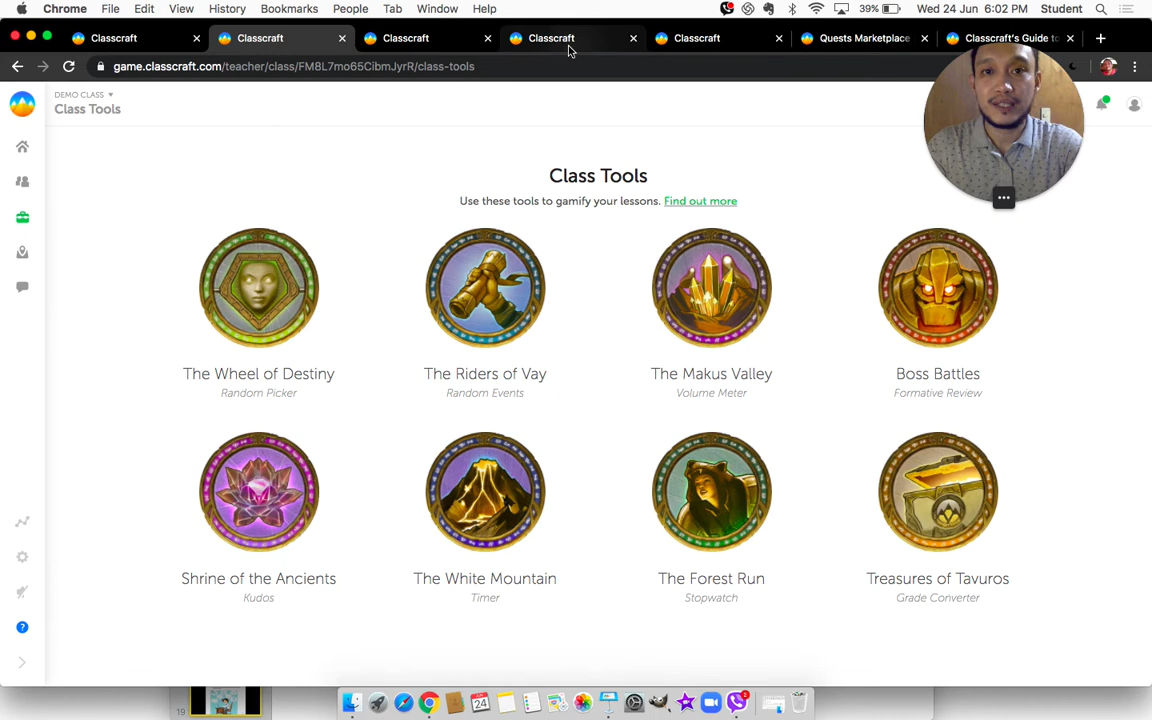 Chrome File Edit View History Bookmarks People Tab Window Help 39% Wed 24 Jun 6:02 PM Student
Classcraft Classcraft Classcraft Classcraft Classcraft Quests Marketplace Classcraft's Guide to
game.classcraft.com/teacher/class/FM8L7mo65CibmJyrR/class-tools
DEMO CLASS
Class Tools
Class Tools
Use these tools to gamify your lessons. Find out more
The Wheel of Destiny The Riders of Vay The Makus Valley Boss Battles
Random Picker Random Events Volume Meter Formative Review
Shrine of the Ancients The White Mountain The Forest Run Treasures of Tavuros
Kudos Timer Stopwatch Grade Converter
19